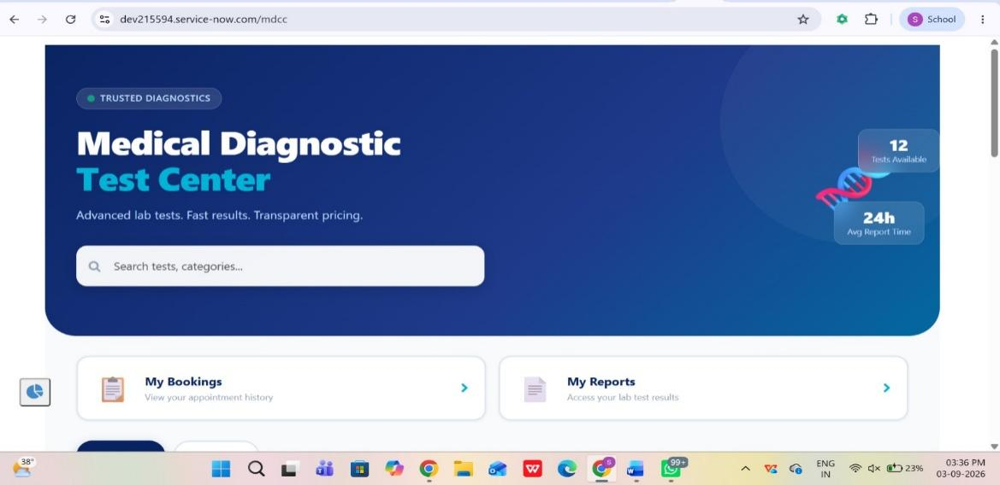 dev215594.service-now.com/mdcc
S School
TRUSTED DIAGNOSTICS
Medical Diagnostic
Test Center
Advanced lab tests. Fast results. Transparent pricing.
Search tests, categories...
12
Tests Available
24h
Avg Report Time
My Bookings
View your appointment history
My Reports
Access your lab test results
38°
S
99+
ENG
IN
23%
03:36 PM
03-09-2026